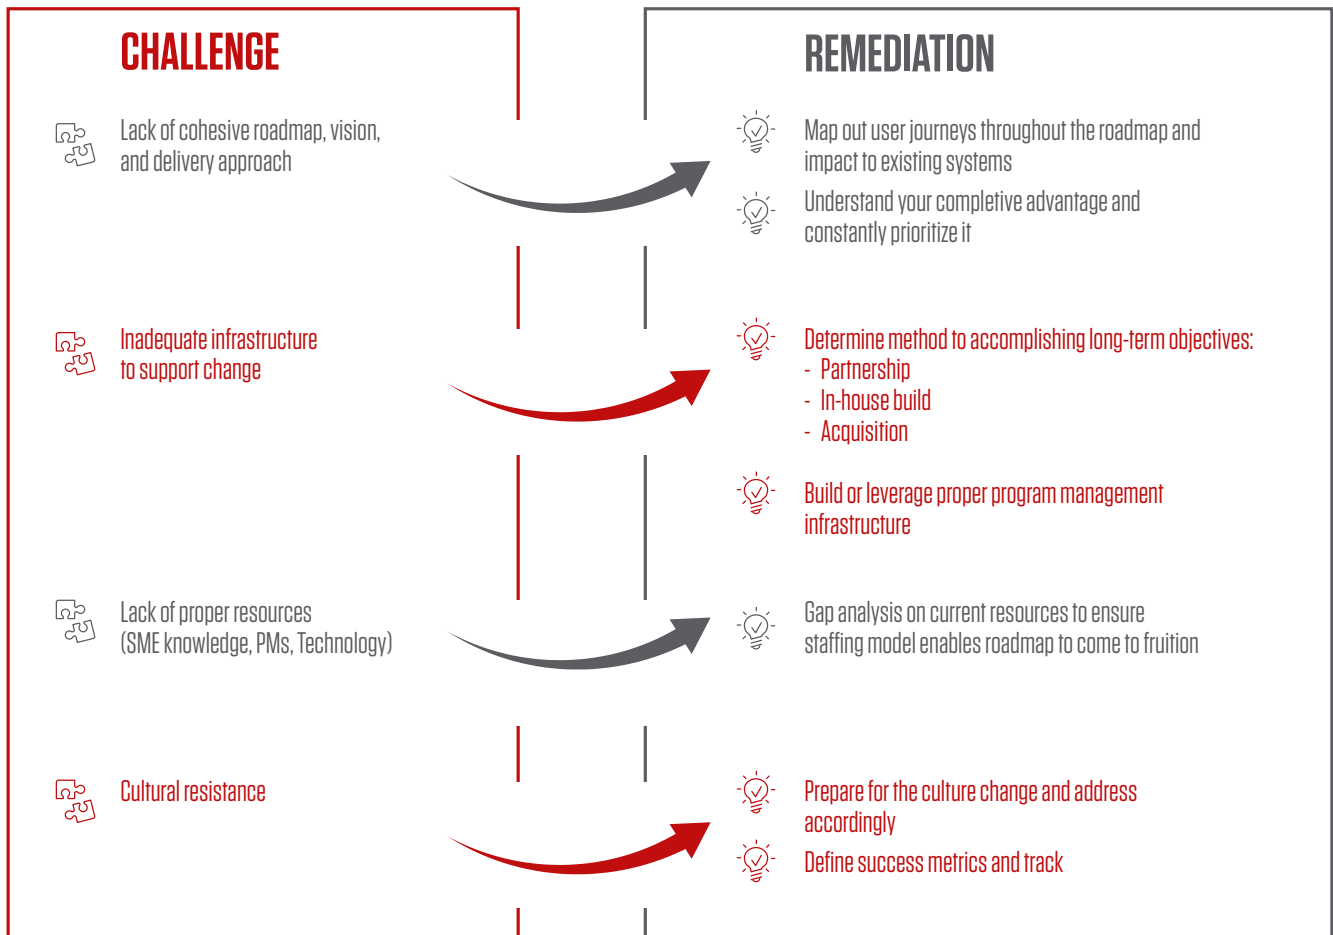 CHALLENGE
REMEDIATION
Lack of cohesive roadmap, vision,
and delivery approach
Map out user journeys throughout the roadmap and
impact to existing systems
Understand your completive advantage and
constantly prioritize it
Inadequate infrastructure
to support change
Determine method to accomplishing long-term objectives:
- Partnership
- In-house build
- Acquisition
Build or leverage proper program management
infrastructure
Lack of proper resources
(SME knowledge, PMs, Technology)
Gap analysis on current resources to ensure
staffing model enables roadmap to come to fruition
Cultural resistance
Prepare for the culture change and address
accordingly
Define success metrics and track